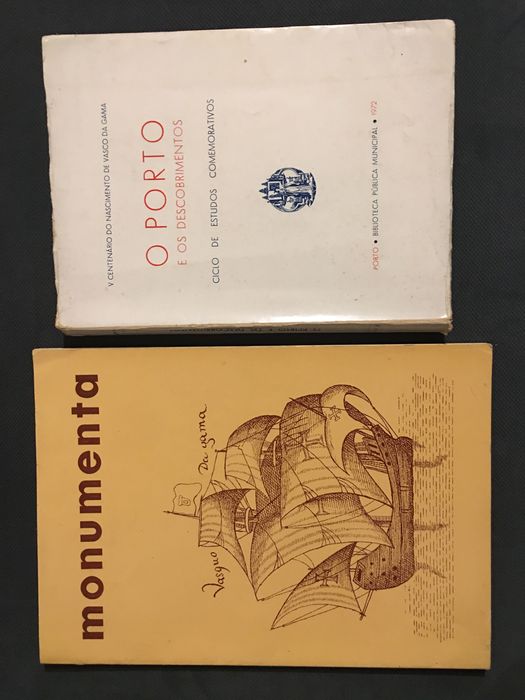 V CENTENÁRIO DO NASCIMENTO DE VASCO DA GAMA
O PORTO
E OS DESCOBRIMENTOS
CICLO DE ESTUDOS COMEMORATIVOS
PORTO • BIBLIOTECA PÚBLICA MUNICIPAL • 1972
monumenta
Vasquo Da gama